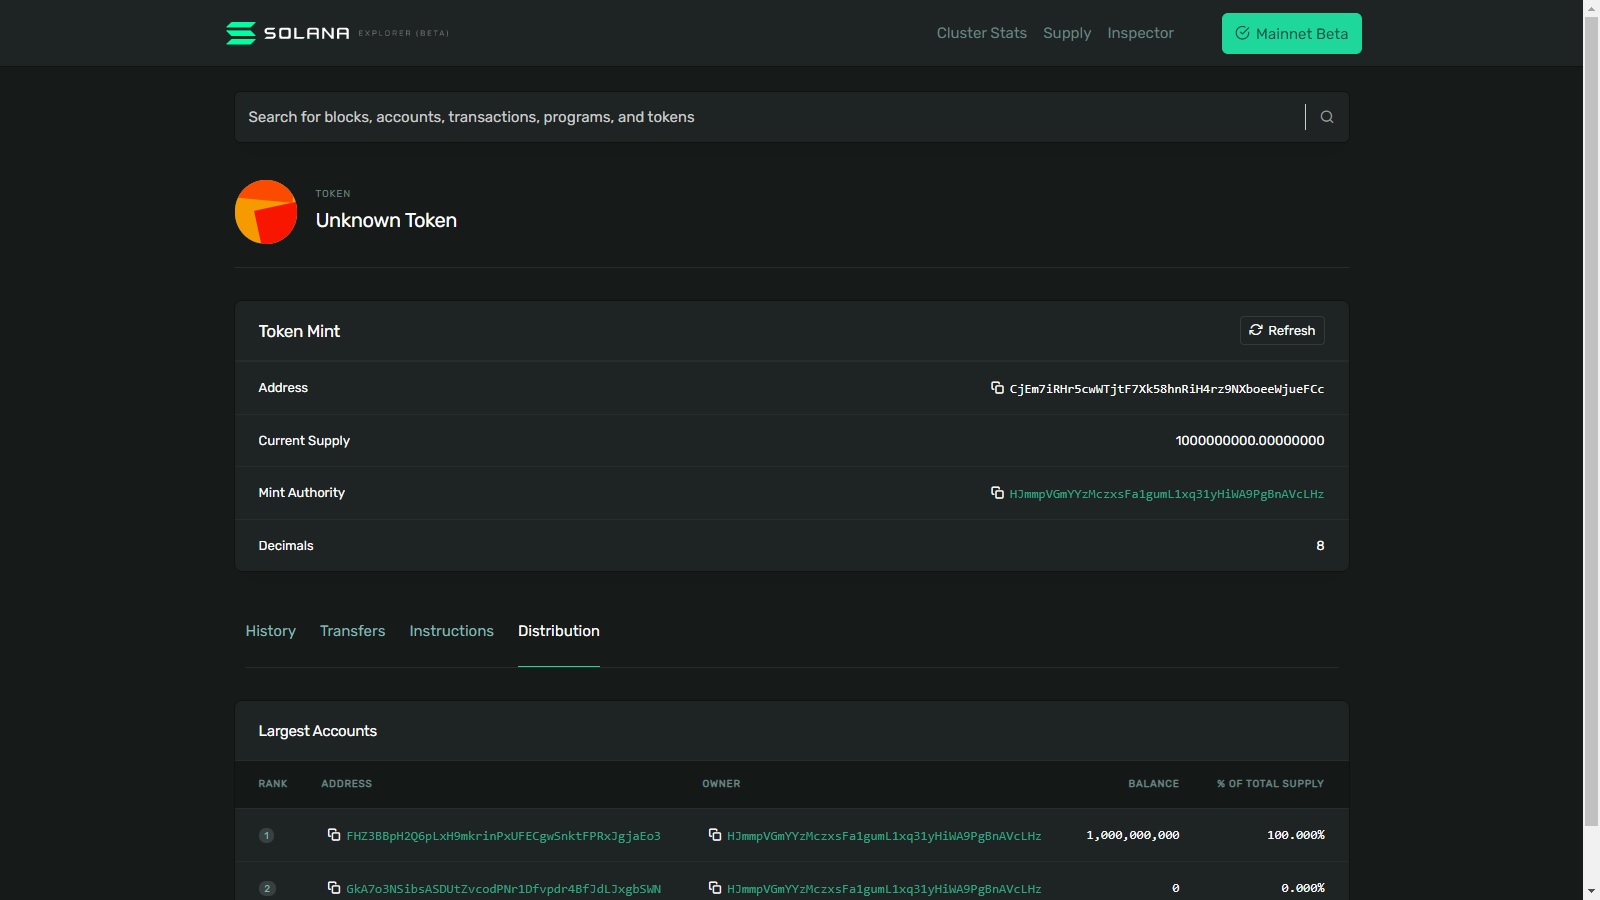 SOLANA EXPLORER (BETA)
Cluster Stats Supply Inspector Mainnet Beta
Search for blocks, accounts, transactions, programs, and tokens
TOKEN
Unknown Token
Token Mint Refresh
Address CjEm7iRHr5cwWTjtF7Xk58hnRiH4rz9NXboeeWjueFCc
Current Supply 1000000000.00000000
Mint Authority HJmmpVGmYYzMczxsFa1gumL1xq31yHiWA9PgBnAVcLHz
Decimals 8
History Transfers Instructions Distribution
Largest Accounts
RANK ADDRESS OWNER BALANCE % OF TOTAL SUPPLY
1 FHZ3BBpH2Q6pLxH9mkrinPxUFECgwSnktFPRxJgjaEo3 HJmmpVGmYYzMczxsFa1gumL1xq31yHiWA9PgBnAVcLHz 1,000,000,000 100.000%
2 GkA7o3NSibsASDUtZvcodPNr1Dfvpdr4BfJdLJxgbSWN HJmmpVGmYYzMczxsFa1gumL1xq31yHiWA9PgBnAVcLHz 0 0.000%